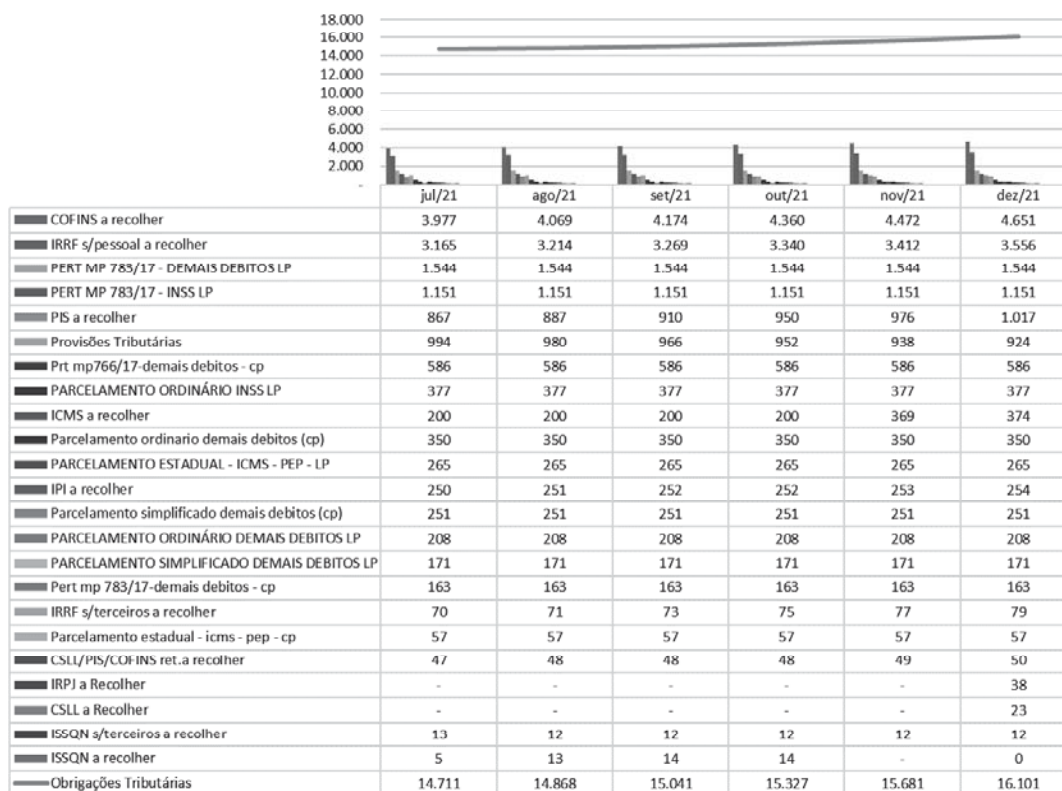 18.000
16.000
14.000
12.000
10.000
8.000
6.000
4.000
2.000
-
jul/21 ago/21 set/21 out/21 nov/21 dez/21
COFINS a recolher 3.977 4.069 4.174 4.360 4.472 4.651
IRRF s/pessoal a recolher 3.165 3.214 3.269 3.340 3.412 3.556
PERT MP 783/17 - DEMAIS DEBITOS LP 1.544 1.544 1.544 1.544 1.544 1.544
PERT MP 783/17 - INSS LP 1.151 1.151 1.151 1.151 1.151 1.151
PIS a recolher 867 887 910 950 976 1.017
Provisões Tributárias 994 980 966 952 938 924
Prt mp766/17-demais debitos - cp 586 586 586 586 586 586
PARCELAMENTO ORDINÁRIO INSS LP 377 377 377 377 377 377
ICMS a recolher 200 200 200 200 369 374
Parcelamento ordinario demais debitos (cp) 350 350 350 350 350 350
PARCELAMENTO ESTADUAL - ICMS - PEP - LP 265 265 265 265 265 265
IPI a recolher 250 251 252 252 253 254
Parcelamento simplificado demais debitos (cp) 251 251 251 251 251 251
PARCELAMENTO ORDINÁRIO DEMAIS DEBITOS LP 208 208 208 208 208 208
PARCELAMENTO SIMPLIFICADO DEMAIS DEBITOS LP 171 171 171 171 171 171
Pert mp 783/17-demais debitos - cp 163 163 163 163 163 163
IRRF s/terceiros a recolher 70 71 73 75 77 79
Parcelamento estadual - icms - pep - cp 57 57 57 57 57 57
CSLL/PIS/COFINS ret.a recolher 47 48 48 48 49 50
IRPJ a Recolher - - - - - 38
CSLL a Recolher - - - - - 23
ISSQN s/terceiros a recolher 13 12 12 12 12 12
ISSQN a recolher 5 13 14 14 - 0
Obrigações Tributárias 14.711 14.868 15.041 15.327 15.681 16.101